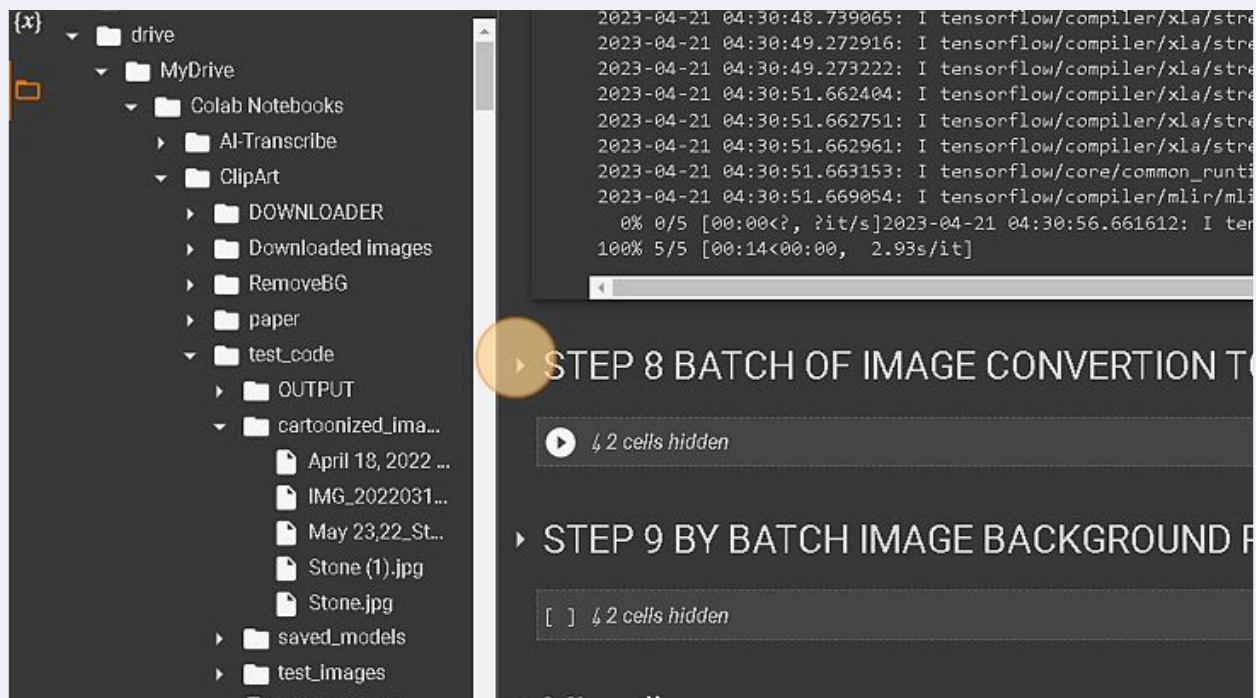 {x}
drive
MyDrive
Colab Notebooks
AI-Transcribe
ClipArt
DOWNLOADER
Downloaded images
RemoveBG
paper
test_code
OUTPUT
cartoonized_ima...
April 18, 2022 ...
IMG_2022031...
May 23,22_St...
Stone (1).jpg
Stone.jpg
saved_models
test_images
2023-04-21 04:30:48.739065: I tensorflow/compiler/xla/stre
2023-04-21 04:30:49.272916: I tensorflow/compiler/xla/stre
2023-04-21 04:30:49.273222: I tensorflow/compiler/xla/stre
2023-04-21 04:30:51.662404: I tensorflow/compiler/xla/stre
2023-04-21 04:30:51.662751: I tensorflow/compiler/xla/stre
2023-04-21 04:30:51.662961: I tensorflow/compiler/xla/stre
2023-04-21 04:30:51.663153: I tensorflow/core/common_runti
2023-04-21 04:30:51.669054: I tensorflow/compiler/mlir/mli
0% 0/5 [00:00<?, ?it/s]2023-04-21 04:30:56.661612: I ter
100% 5/5 [00:14<00:00, 2.93s/it]
STEP 8 BATCH OF IMAGE CONVERTION TO
2 cells hidden
STEP 9 BY BATCH IMAGE BACKGROUND
[ ] 2 cells hidden